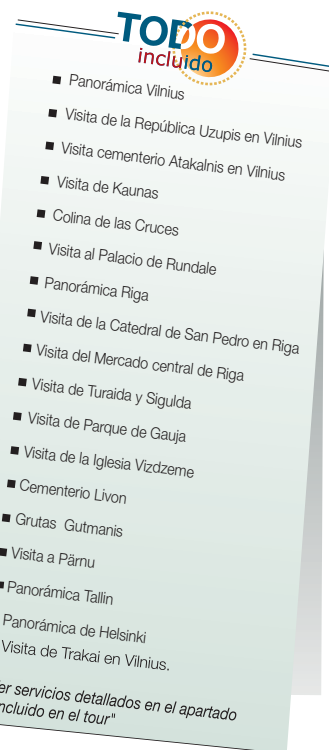 TODO
incluido
Panorámica Vilnius
Visita de la República Uzupis en Vilnius
Visita cementerio Atakalnis en Vilnius
Visita de Kaunas
Colina de las Cruces
Visita al Palacio de Rundale
Panorámica Riga
Visita de la Catedral de San Pedro en Riga
Visita del Mercado central de Riga
Visita de Turaida y Sigulda
Visita de Parque de Gauja
Visita de la Iglesia Vizdzeme
Cementerio Livon
Grutas Gutmanis
Visita a Pärnu
Panorámica Tallin
Panorámica de Helsinki
Visita de Trakai en Vilnius.
servicios detallados en el apartado
en el tour"